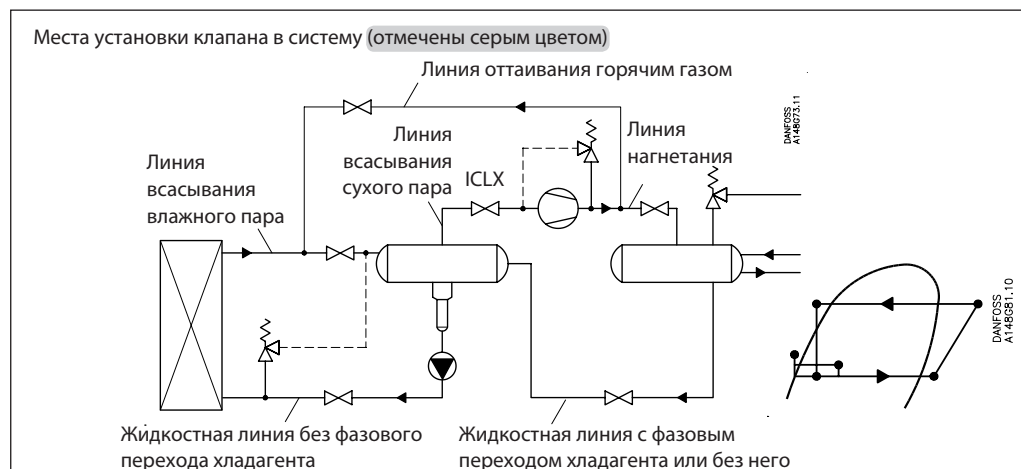 Места установки клапана в систему (отмечены серым цветом)
Линия оттаивания горячим газом
DANFOSS
A148G73.11
Линия
всасывания
сухого пара
Линия
нагнетания
Линия
всасывания
влажного пара
ICLX
DANFOSS
A148G81.10
Жидкостная линия без фазового
перехода хладагента
Жидкостная линия с фазовым
переходом хладагента или без него